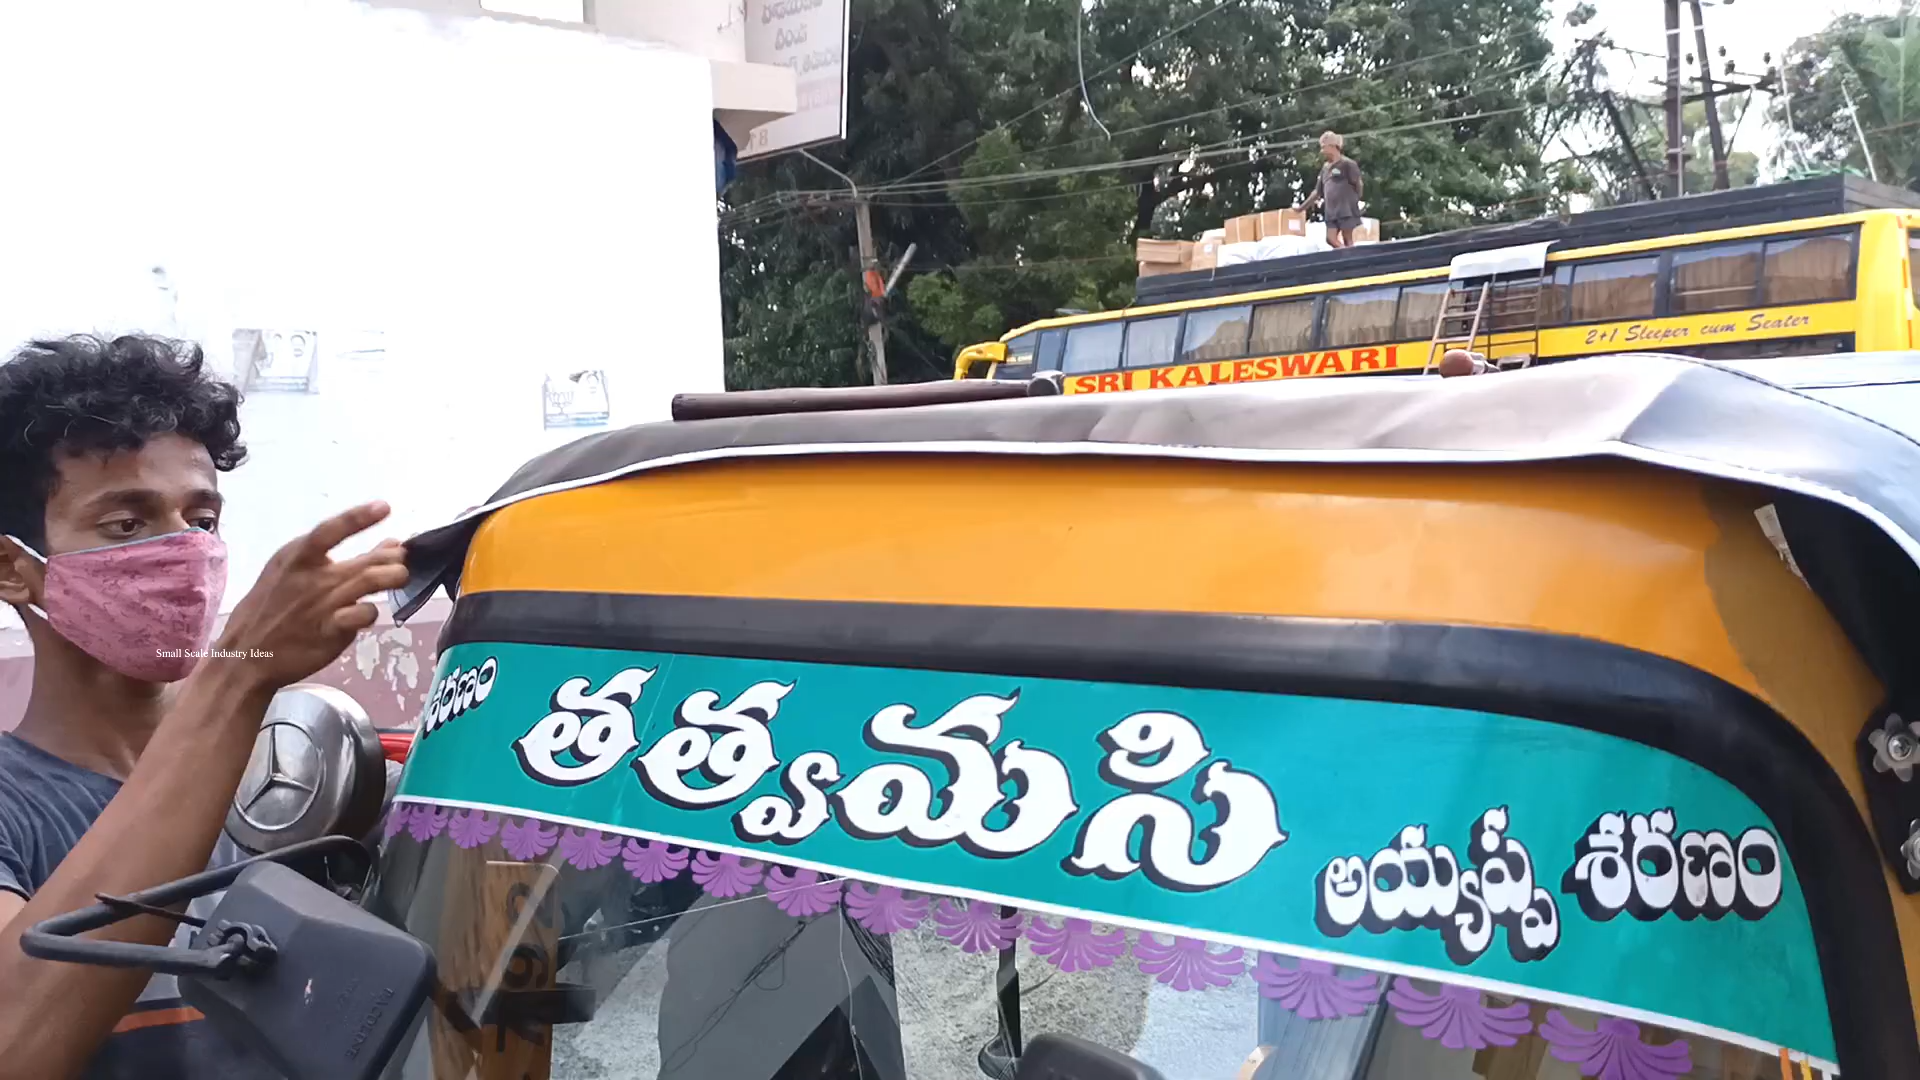 SRI KALESWARI
2+1 Sleeper cum Seater
Small Scale Industry Ideas
శరణం
తత్వమసి
అయ్యప్ప శరణం